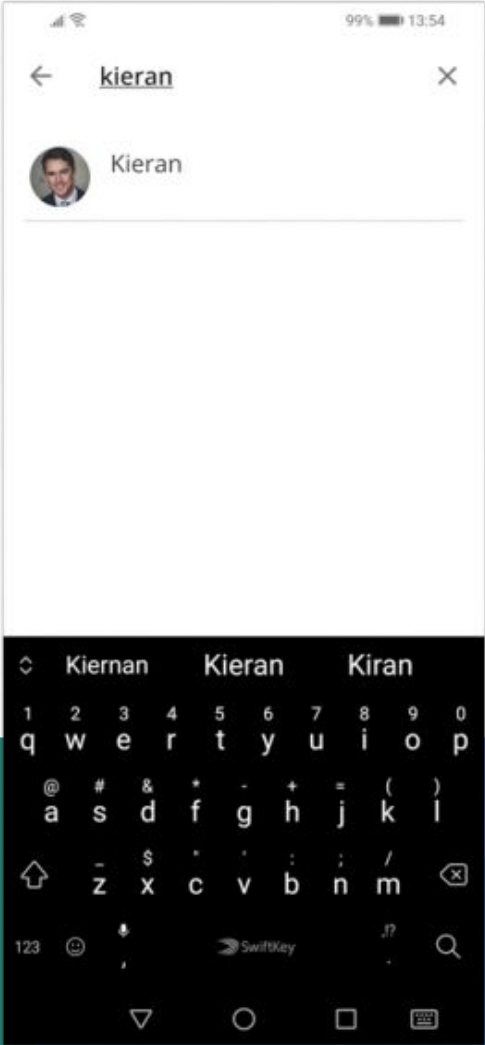 99% 13:54
kieran
Kieran
Kiernan Kieran Kiran
1 2 3 4 5 6 7 8 9 0
q w e r t y u i o p
@ # & * - + = ( )
a s d f g h j k l
_ $ " ' : ; /
z x c v b n m
123 , SwiftKey ,!? .